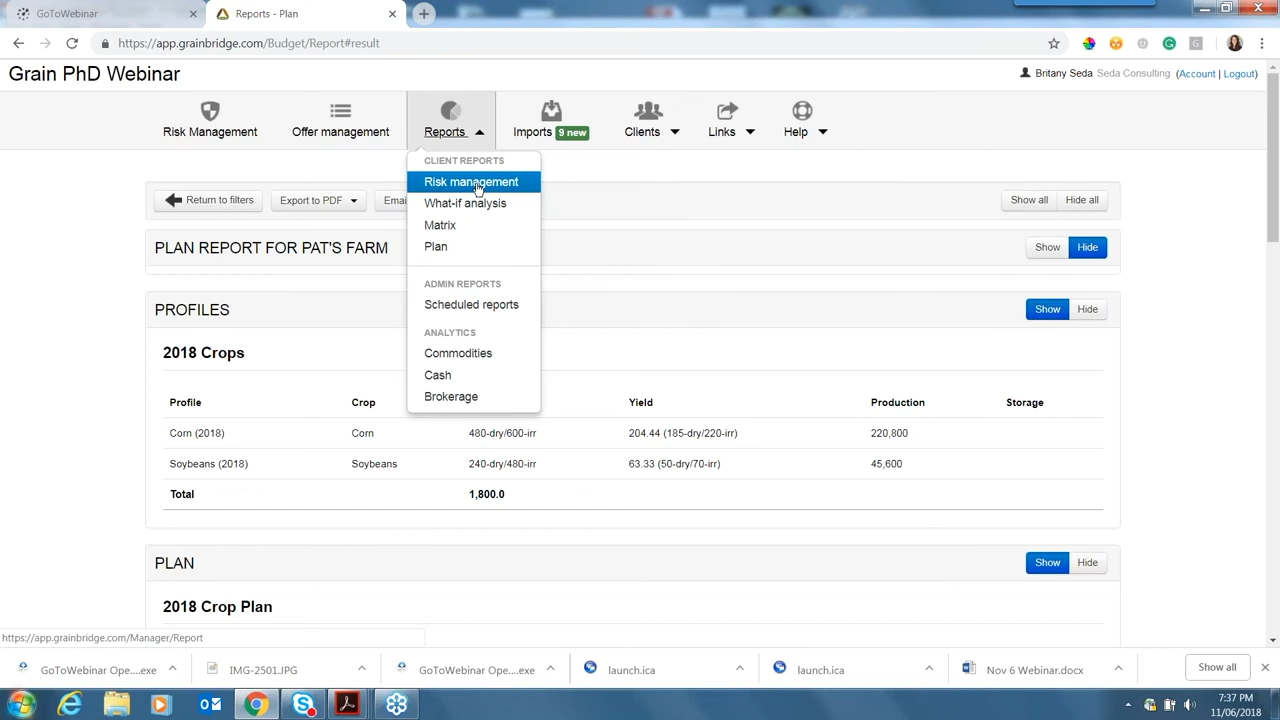 GoToWebinar
Reports - Plan
https://app.grainbridge.com/Budget/Report#result
Grain PhD Webinar
Britany Seda Seda Consulting (Account | Logout)
Risk Management
Offer management
Reports
Imports 9 new
Clients
Links
Help
CLIENT REPORTS
Risk management
What-if analysis
Matrix
Plan
ADMIN REPORTS
Scheduled reports
ANALYTICS
Commodities
Cash
Brokerage
Return to filters
Export to PDF
Emai
Show all
Hide all
PLAN REPORT FOR PAT'S FARM
Show
Hide
PROFILES
Show
Hide
2018 Crops
Profile Crop Yield Production Storage
Corn (2018) Corn 480-dry/600-irr 204.44 (185-dry/220-irr) 220,800
Soybeans (2018) Soybeans 240-dry/480-irr 63.33 (50-dry/70-irr) 45,600
Total 1,800.0
PLAN
Show
Hide
2018 Crop Plan
https://app.grainbridge.com/Manager/Report
GoToWebinar Ope....exe
IMG-2501.JPG
GoToWebinar Ope....exe
launch.ica
launch.ica
Nov 6 Webinar.docx
Show all
7:37 PM
11/06/2018